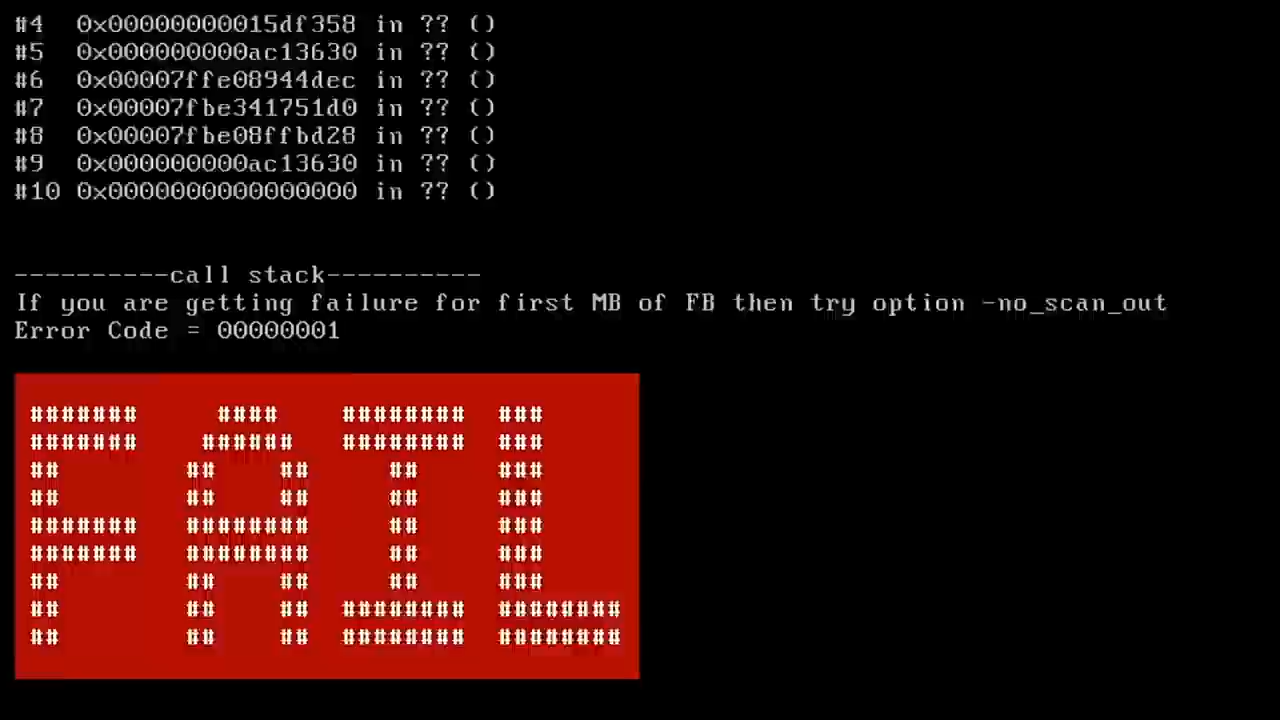 #4  0x00000000015df358 in ?? ()
#5  0x000000000ac13630 in ?? ()
#6  0x00007ffe08944dec in ?? ()
#7  0x00007fbe341751d0 in ?? ()
#8  0x00007fbe08ffbd28 in ?? ()
#9  0x000000000ac13630 in ?? ()
#10 0x0000000000000000 in ?? ()
----------call stack----------
If you are getting failure for first MB of FB then try option -no_scan_out
Error Code = 00000001
FAIL